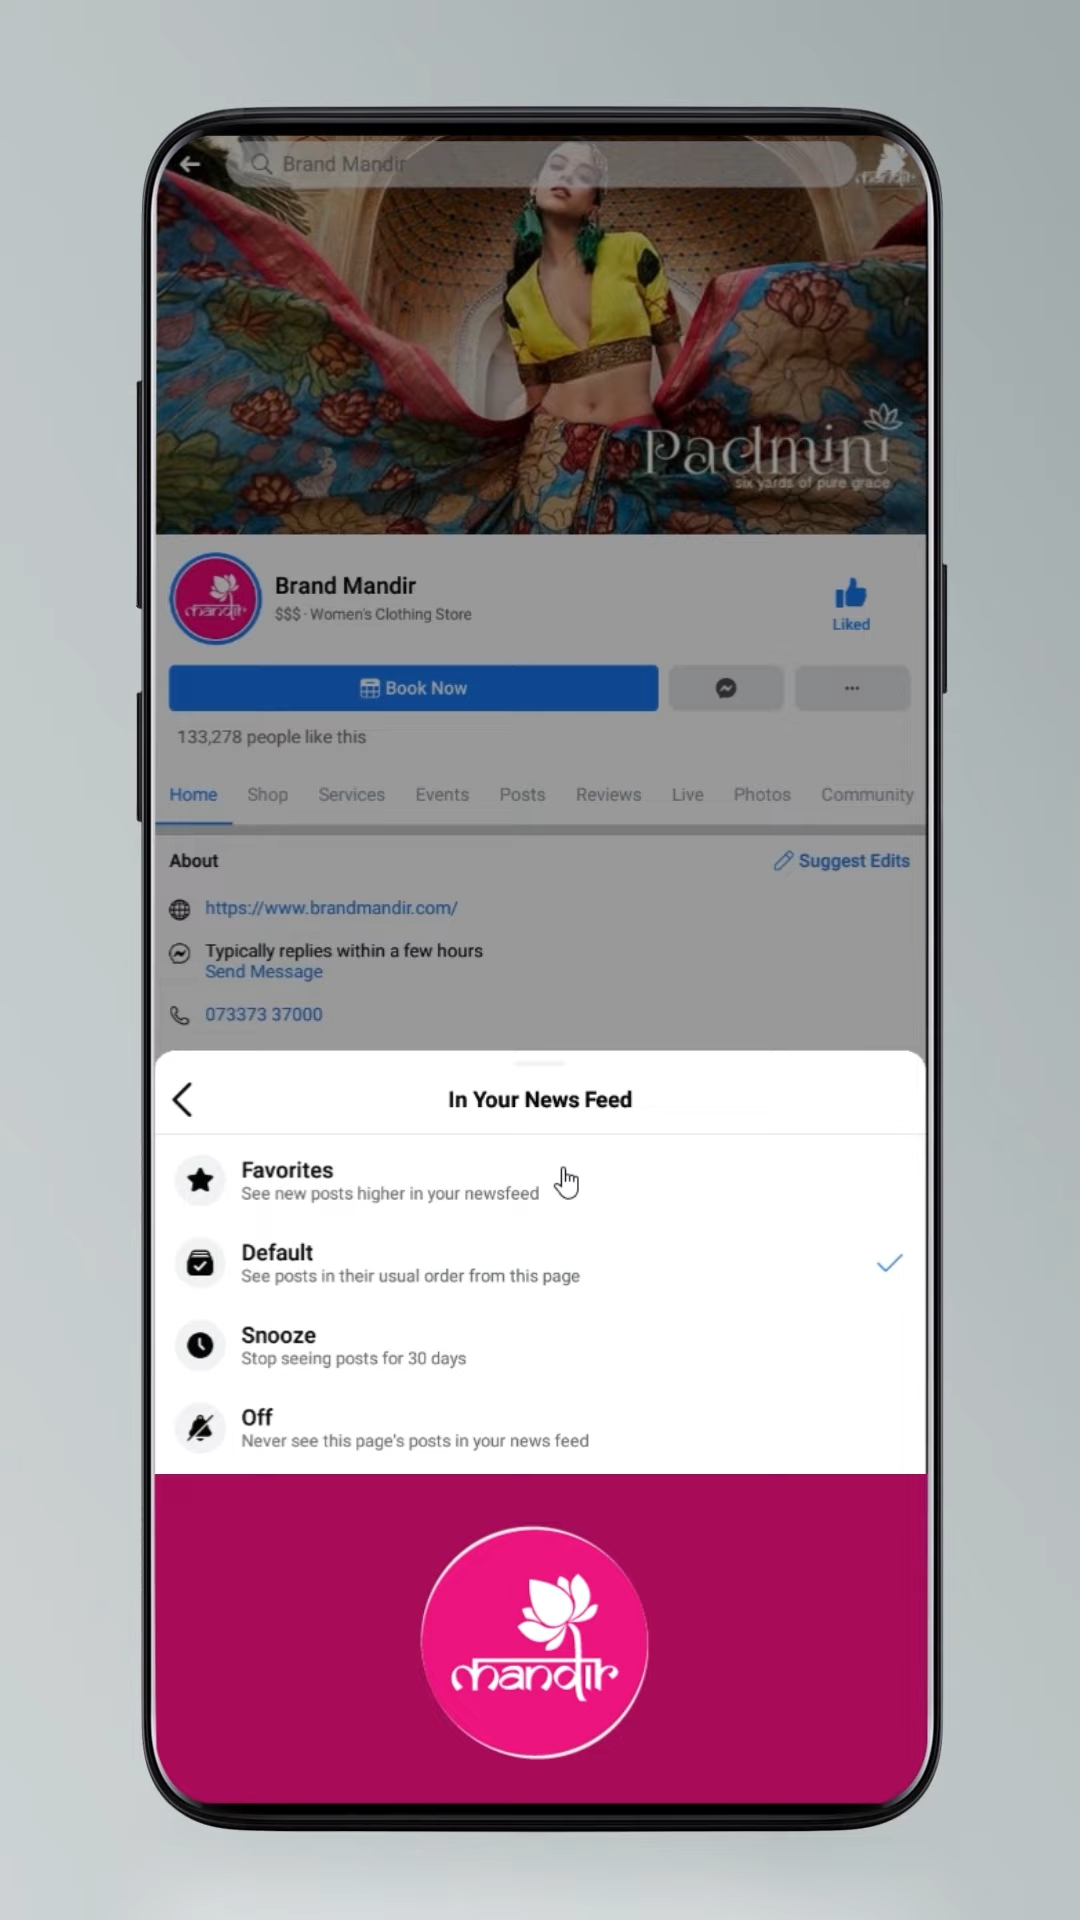 Brand Mandir
mandir
Padmini
six yards of pure grace
mandir
Brand Mandir
$$$ · Women's Clothing Store
Liked
Book Now
133,278 people like this
Home Shop Services Events Posts Reviews Live Photos Community
About
Suggest Edits
https://www.brandmandir.com/
Typically replies within a few hours
Send Message
073373 37000
In Your News Feed
Favorites
See new posts higher in your newsfeed
Default
See posts in their usual order from this page
Snooze
Stop seeing posts for 30 days
Off
Never see this page's posts in your news feed
mandir